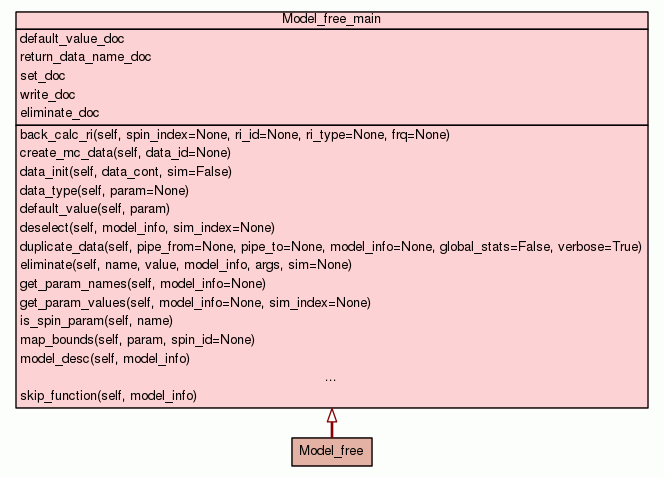 Model_free_main
default_value_doc
return_data_name_doc
set_doc
write_doc
eliminate_doc
back_calc_ri(self, spin_index=None, ri_id=None, ri_type=None, frq=None)
create_mc_data(self, data_id=None)
data_init(self, data_cont, sim=False)
data_type(self, param=None)
default_value(self, param)
deselect(self, model_info, sim_index=None)
duplicate_data(self, pipe_from=None, pipe_to=None, model_info=None, global_stats=False, verbose=True)
eliminate(self, name, value, model_info, args, sim=None)
get_param_names(self, model_info=None)
get_param_values(self, model_info=None, sim_index=None)
is_spin_param(self, name)
map_bounds(self, param, spin_id=None)
model_desc(self, model_info)
...
skip_function(self, model_info)
Model_free